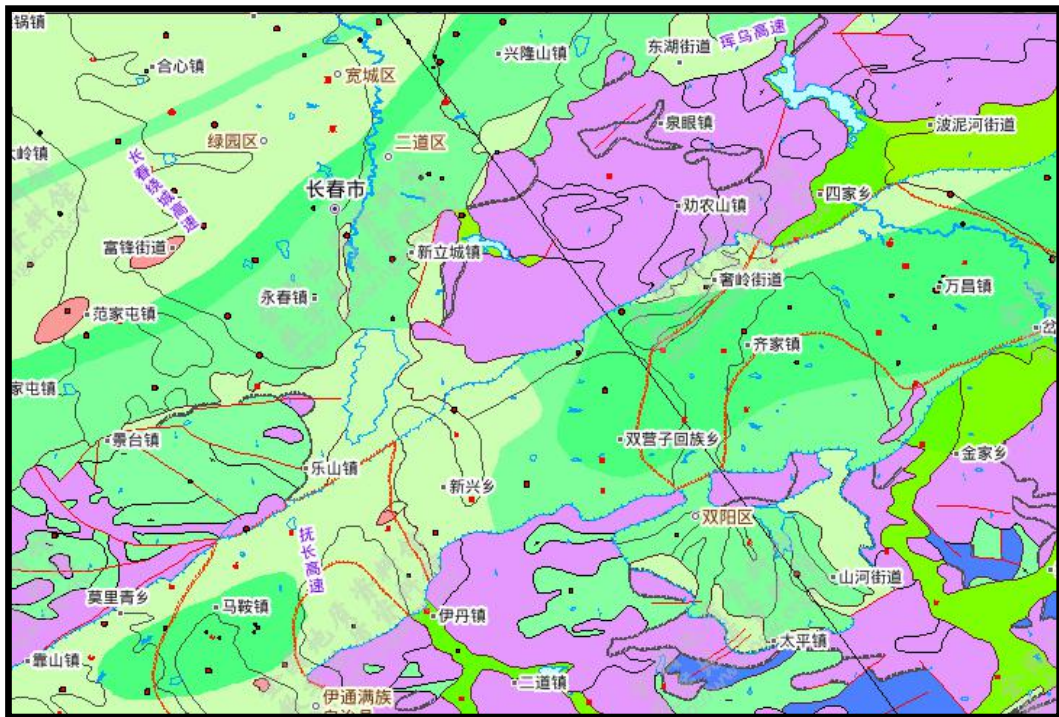 锅镇
合心镇
宽城区
兴隆山镇
东湖街道
珲乌高速
绿园区
二道区
泉眼镇
波泥河街道
大岭镇
长春绕城高速
长春市
劝农山镇
四家乡
富锋街道
新立城镇
永春镇
奢岭街道
万昌镇
范家屯镇
齐家镇
岔
家屯镇
景台镇
乐山镇
双营子回族乡
金家乡
新兴乡
双阳区
抚长高速
山河街道
莫里青乡
马鞍镇
伊丹镇
太平镇
靠山镇
二道镇
伊通满族
自治县